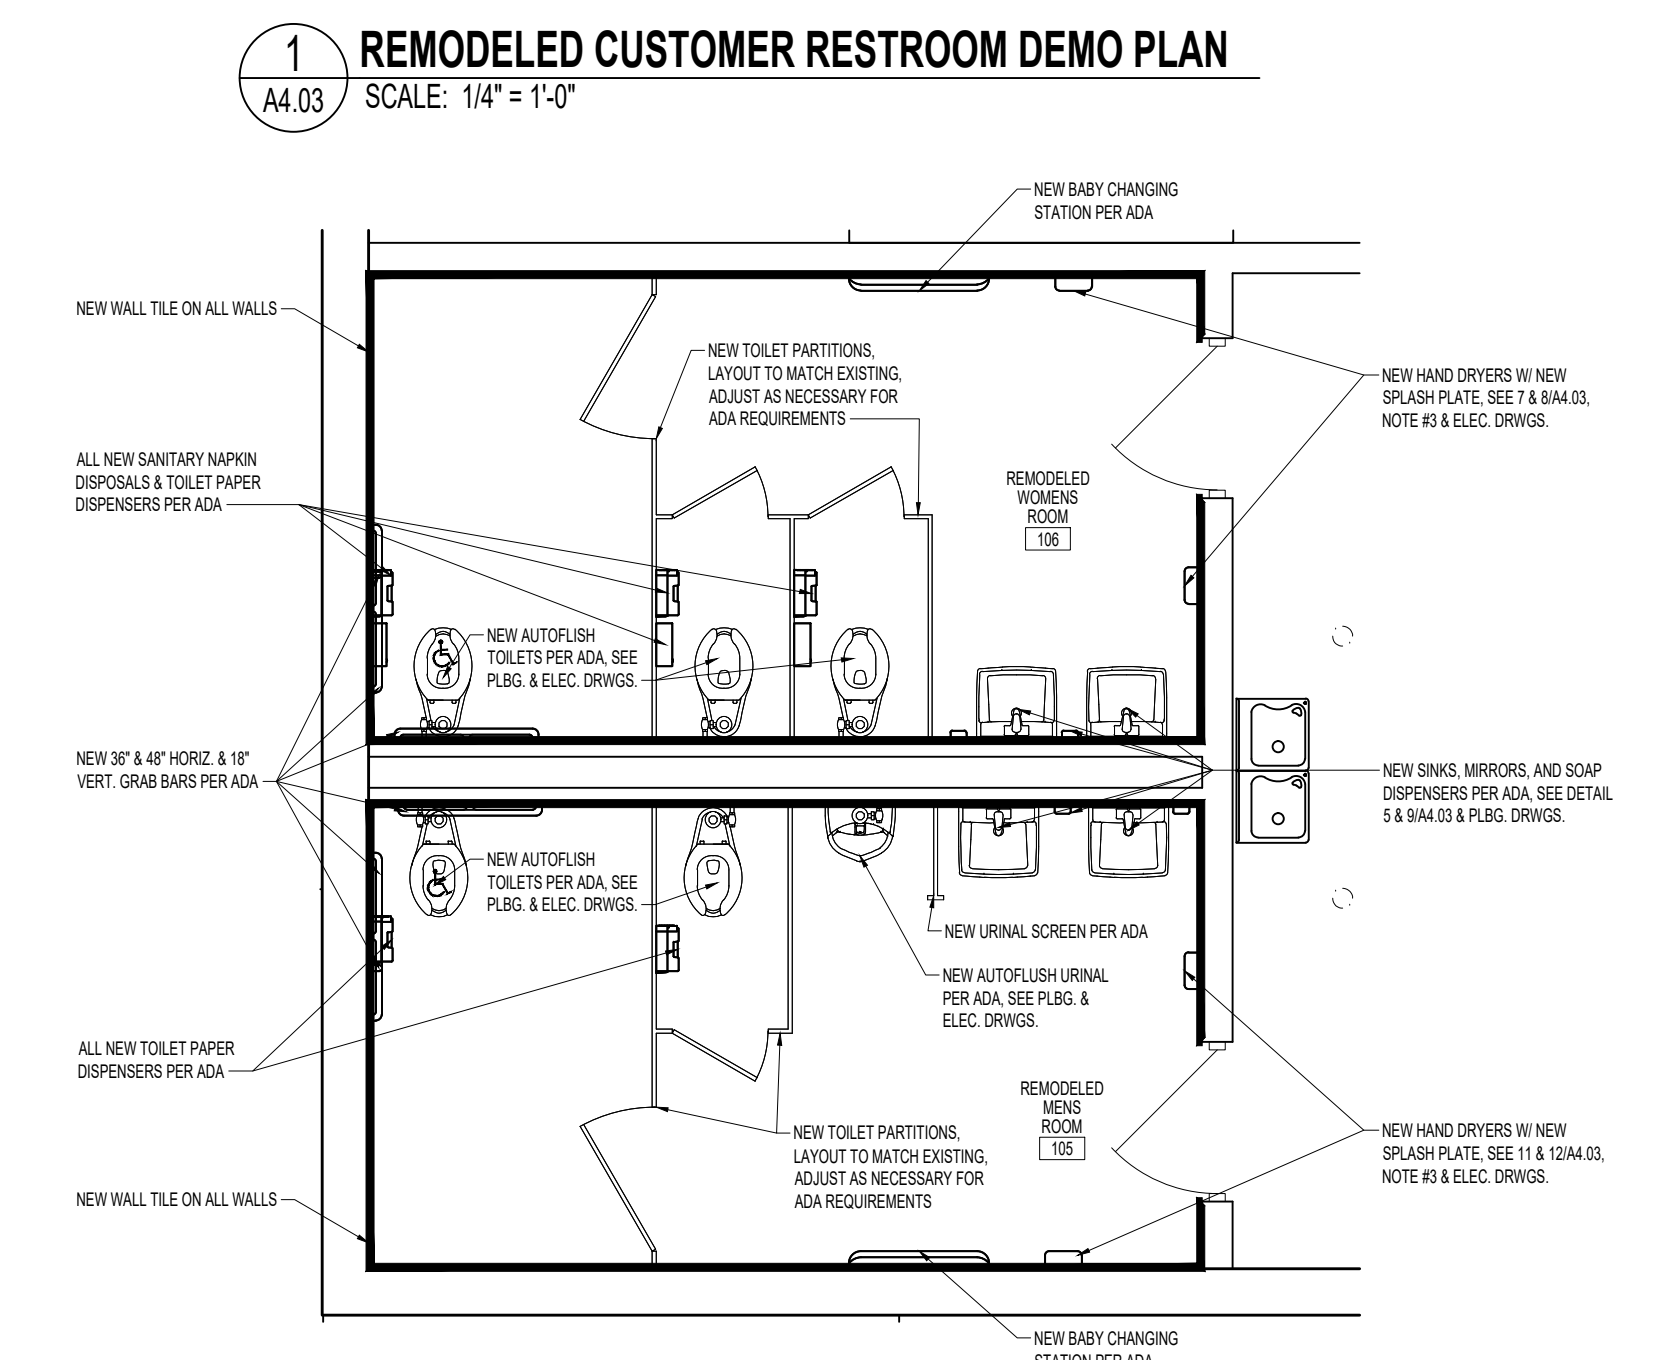 1
A4.03
REMODELED CUSTOMER RESTROOM DEMO PLAN
SCALE: 1/4" = 1'-0"
NEW BABY CHANGING
STATION PER ADA
NEW WALL TILE ON ALL WALLS
NEW TOILET PARTITIONS,
LAYOUT TO MATCH EXISTING,
ADJUST AS NECESSARY FOR
ADA REQUIREMENTS
NEW HAND DRYERS W/ NEW
SPLASH PLATE, SEE 7 & 8/A4.03,
NOTE #3 & ELEC. DRWGS.
ALL NEW SANITARY NAPKIN
DISPOSALS & TOILET PAPER
DISPENSERS PER ADA
REMODELED
WOMENS
ROOM
106
NEW AUTOFLISH
TOILETS PER ADA, SEE
PLBG. & ELEC. DRWGS.
NEW 36" & 48" HORIZ. & 18"
VERT. GRAB BARS PER ADA
NEW SINKS, MIRRORS, AND SOAP
DISPENSERS PER ADA, SEE DETAIL
5 & 9/A4.03 & PLBG. DRWGS.
NEW AUTOFLISH
TOILETS PER ADA, SEE
PLBG. & ELEC. DRWGS.
NEW URINAL SCREEN PER ADA
NEW AUTOFLUSH URINAL
PER ADA, SEE PLBG. &
ELEC. DRWGS.
ALL NEW TOILET PAPER
DISPENSERS PER ADA
REMODELED
MENS
ROOM
105
NEW TOILET PARTITIONS,
LAYOUT TO MATCH EXISTING,
ADJUST AS NECESSARY FOR
ADA REQUIREMENTS
NEW HAND DRYERS W/ NEW
SPLASH PLATE, SEE 11 & 12/A4.03,
NOTE #3 & ELEC. DRWGS.
NEW WALL TILE ON ALL WALLS
NEW BABY CHANGING
STATION PER ADA